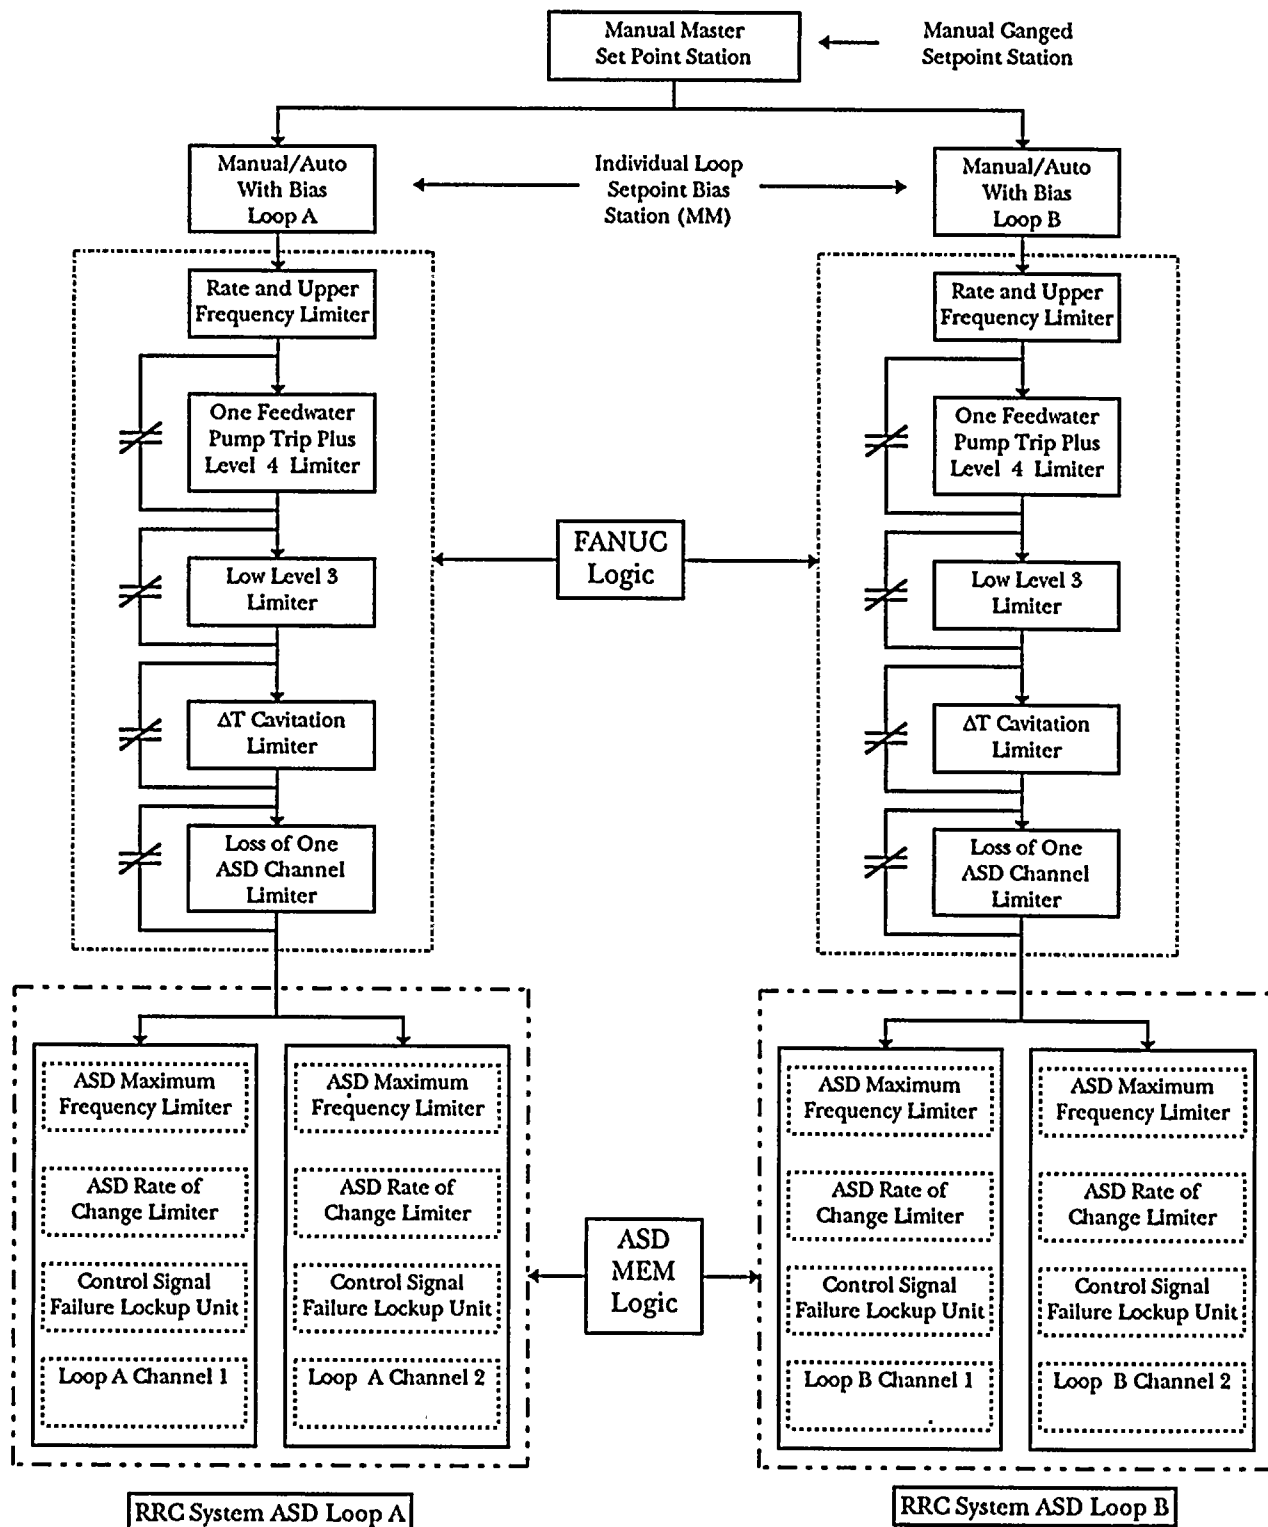 Manual Master
Set Point Station
Manual Ganged
Setpoint Station
Manual/Auto
With Bias
Loop A
Individual Loop
Setpoint Bias
Station (MM)
Manual/Auto
With Bias
Loop B
Rate and Upper
Frequency Limiter
One Feedwater
Pump Trip Plus
Level 4 Limiter
Low Level 3
Limiter
ΔT Cavitation
Limiter
Loss of One
ASD Channel
Limiter
FANUC
Logic
Rate and Upper
Frequency Limiter
One Feedwater
Pump Trip Plus
Level 4 Limiter
Low Level 3
Limiter
ΔT Cavitation
Limiter
Loss of One
ASD Channel
Limiter
ASD Maximum
Frequency Limiter
ASD Rate of
Change Limiter
Control Signal
Failure Lockup Unit
Loop A Channel 1
ASD Maximum
Frequency Limiter
ASD Rate of
Change Limiter
Control Signal
Failure Lockup Unit
Loop A Channel 2
ASD
MEM
Logic
ASD Maximum
Frequency Limiter
ASD Rate of
Change Limiter
Control Signal
Failure Lockup Unit
Loop B Channel 1
ASD Maximum
Frequency Limiter
ASD Rate of
Change Limiter
Control Signal
Failure Lockup Unit
Loop B Channel 2
RRC System ASD Loop A
RRC System ASD Loop B